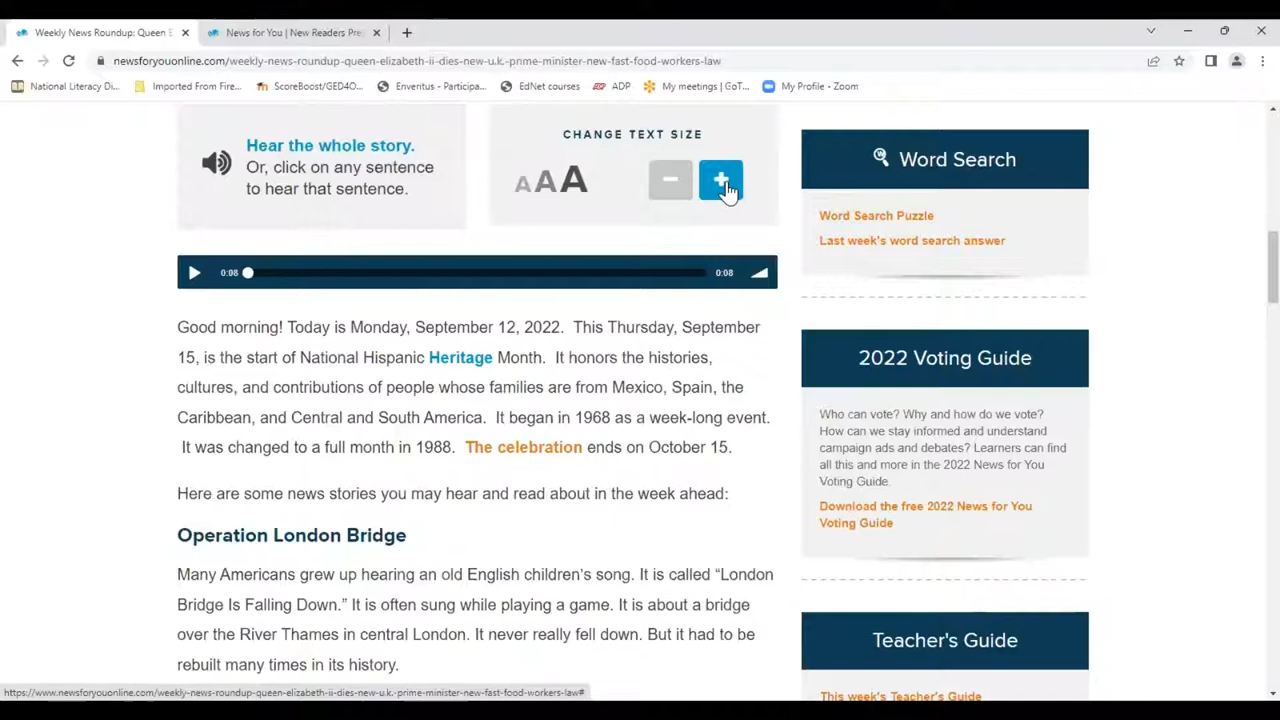 Weekly News Roundup: Queen E
News for You | New Readers Pre
newsforyouonline.com/weekly-news-roundup-queen-elizabeth-ii-dies-new-u.k.-prime-minister-new-fast-food-workers-law
National Literacy Di...
Imported From Fire...
ScoreBoost/GED4O...
Enveritus - Participa...
EdNet courses
ADP
My meetings | GoT...
My Profile - Zoom
Hear the whole story.
Or, click on any sentence
to hear that sentence.
CHANGE TEXT SIZE
AAA
0:08
0:08
Good morning! Today is Monday, September 12, 2022. This Thursday, September
15, is the start of National Hispanic Heritage Month. It honors the histories,
cultures, and contributions of people whose families are from Mexico, Spain, the
Caribbean, and Central and South America. It began in 1968 as a week-long event.
It was changed to a full month in 1988. The celebration ends on October 15.
Here are some news stories you may hear and read about in the week ahead:
Operation London Bridge
Many Americans grew up hearing an old English children's song. It is called “London
Bridge Is Falling Down.” It is often sung while playing a game. It is about a bridge
over the River Thames in central London. It never really fell down. But it had to be
rebuilt many times in its history.
Word Search
Word Search Puzzle
Last week's word search answer
2022 Voting Guide
Who can vote? Why and how do we vote?
How can we stay informed and understand
campaign ads and debates? Learners can find
all this and more in the 2022 News for You
Voting Guide.
Download the free 2022 News for You
Voting Guide
Teacher's Guide
This week's Teacher's Guide
https://www.newsforyouonline.com/weekly-news-roundup-queen-elizabeth-ii-dies-new-u.k.-prime-minister-new-fast-food-workers-law#